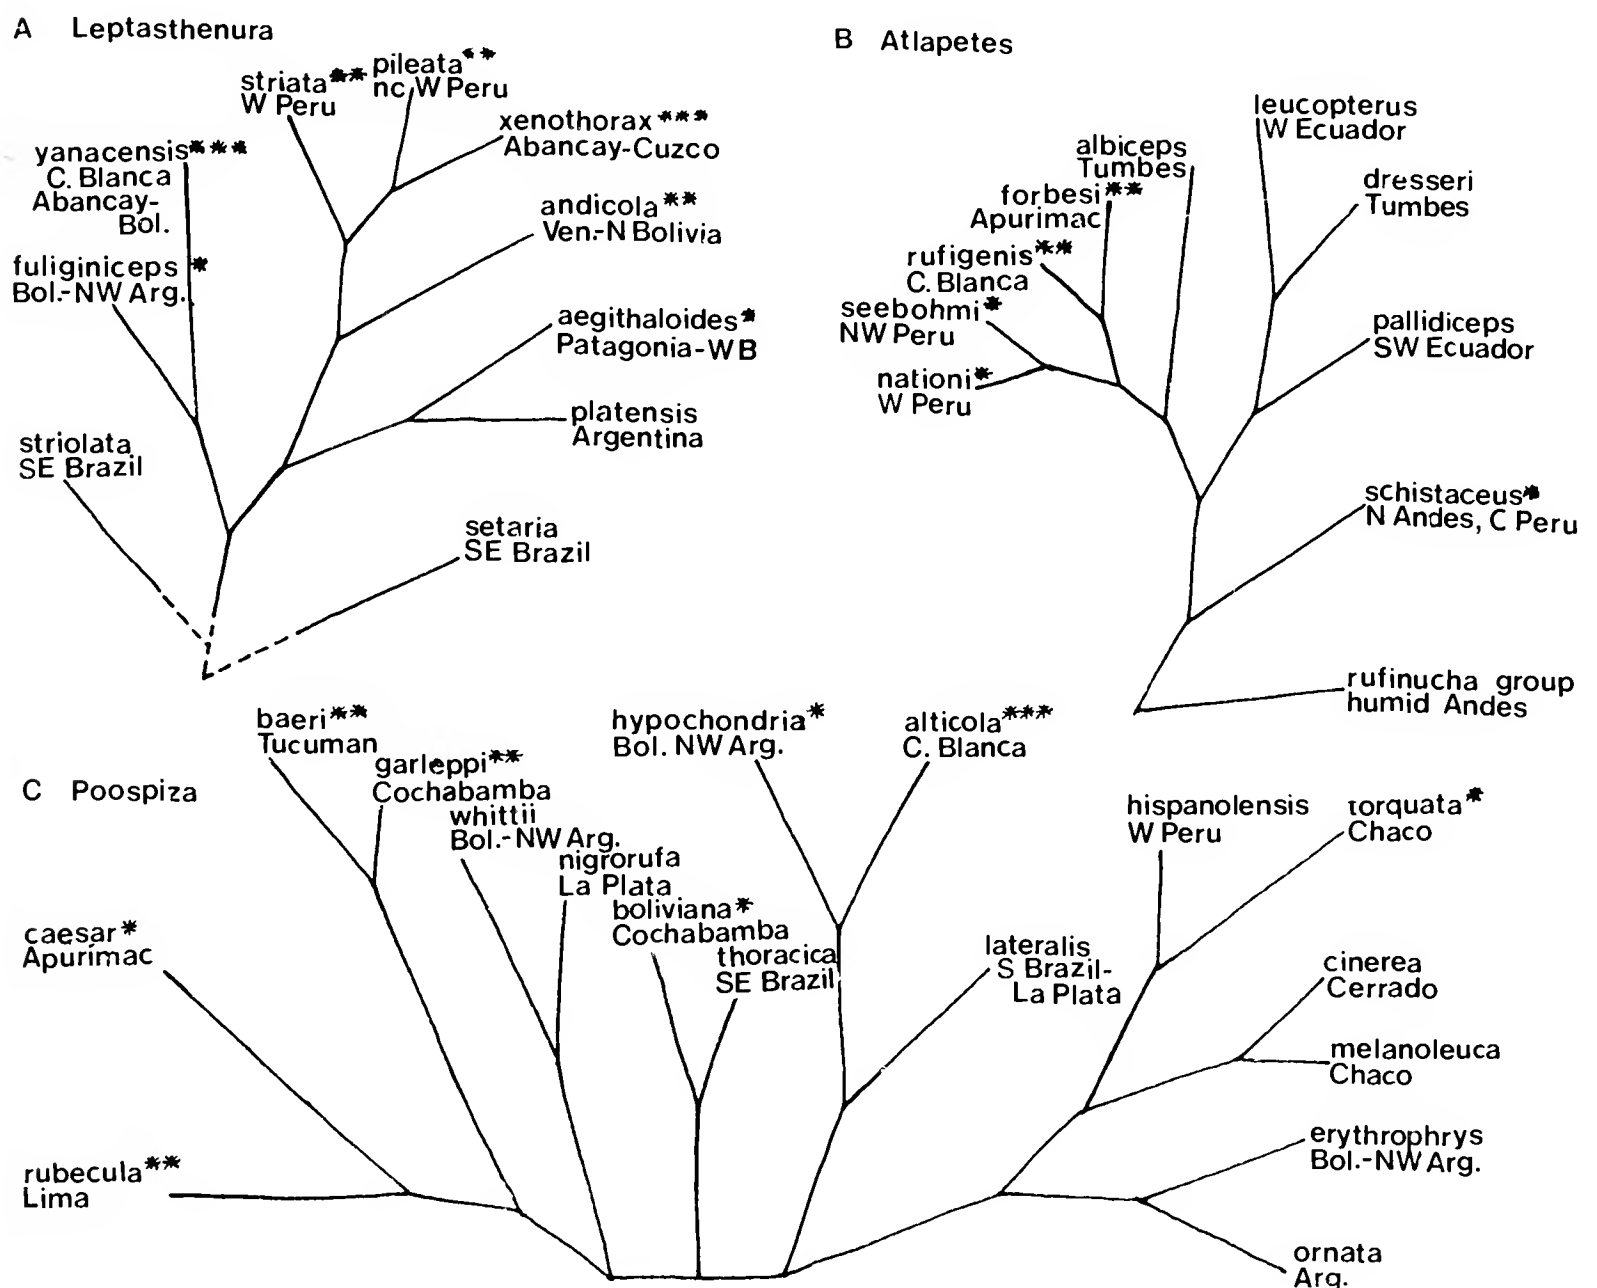 A Leptasthenura
striata**
W Peru
pileata**
nc W Peru
xenothorax***
Abancay-Cuzco
yanacensis***
C. Blanca
Abancay-
Bol.
andicola**
Ven.-N Bolivia
fuliginiceps*
Bol.-NW Arg.
aegithaloides*
Patagonia-WB
platensis
Argentina
striolata
SE Brazil
setaria
SE Brazil
B Atlapetes
leucopterus
W Ecuador
albiceps
Tumbes
dresseri
Tumbes
forbesi**
Apurimac
rufigenis**
C. Blanca
seebohmi*
NW Peru
pallidiceps
SW Ecuador
nationi*
W Peru
schistaceus*
N Andes, C Peru
rufinucha group
humid Andes
C Poospiza
baeri**
Tucuman
garleppi**
Cochabamba
whittii
Bol.-NW Arg.
nigrorufa
La Plata
boliviana*
Cochabamba
thoracica
SE Brazil
hypochondria*
Bol. NW Arg.
alticola***
C. Blanca
lateralis
S Brazil-
La Plata
hispanolensis
W Peru
torquata*
Chaco
cinerea
Cerrado
melanoleuca
Chaco
erythrophrys
Bol.-NW Arg.
ornata
Arg.
caesar*
Apurimac
rubecula**
Lima